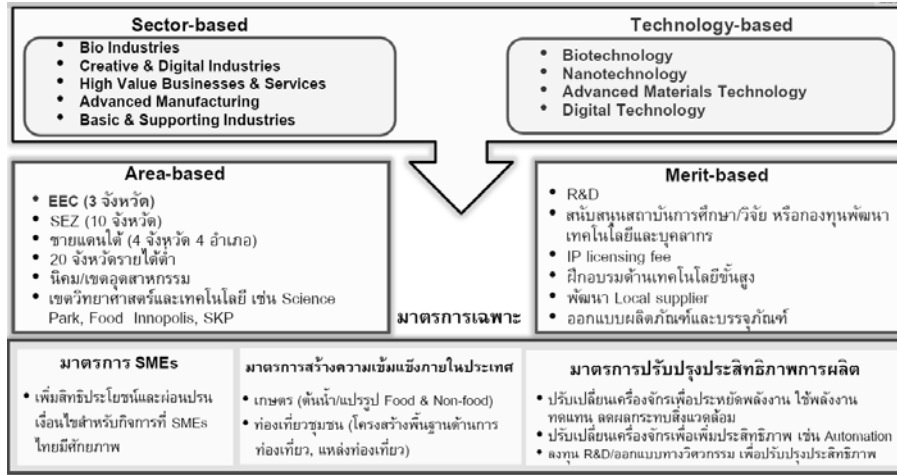 Sector-based
• Bio Industries
• Creative & Digital Industries
• High Value Businesses & Services
• Advanced Manufacturing
• Basic & Supporting Industries
Technology-based
• Biotechnology
• Nanotechnology
• Advanced Materials Technology
• Digital Technology
Area-based
• EEC (3 จังหวัด)
• SEZ (10 จังหวัด)
• ชายแดนใต้ (4 จังหวัด 4 อำเภอ)
• 20 จังหวัดรายได้ต่ำ
• นิคม/เขตอุตสาหกรรม
• เขตวิทยาศาสตร์และเทคโนโลยี เช่น Science
Park, Food Innopolis, SKP
Merit-based
• R&D
• สนับสนุนสถาบันการศึกษา/วิจัย หรือกองทุนพัฒนา
เทคโนโลยีและบุคลากร
• IP licensing fee
• ฝึกอบรมด้านเทคโนโลยีขั้นสูง
• พัฒนา Local supplier
• ออกแบบผลิตภัณฑ์และบรรจุภัณฑ์
มาตรการเฉพาะ
มาตรการ SMEs
• เพิ่มสิทธิประโยชน์และผ่อนปรน
เงื่อนไขสำหรับกิจการที่ SMEs
ไทยมีศักยภาพ
มาตรการสร้างความเข้มแข็งภายในประเทศ
• เกษตร (ต้นน้ำ/แปรรูป Food & Non-food)
• ท่องเที่ยวชุมชน (โครงสร้างพื้นฐานด้านการ
ท่องเที่ยว, แหล่งท่องเที่ยว)
มาตรการปรับปรุงประสิทธิภาพการผลิต
• ปรับเปลี่ยนเครื่องจักรเพื่อประหยัดพลังงาน ใช้พลังงาน
ทดแทน ลดผลกระทบสิ่งแวดล้อม
• ปรับเปลี่ยนเครื่องจักรเพื่อเพิ่มประสิทธิภาพ เช่น Automation
• ลงทุน R&D/ออกแบบทางวิศวกรรม เพื่อปรับปรุงประสิทธิภาพ